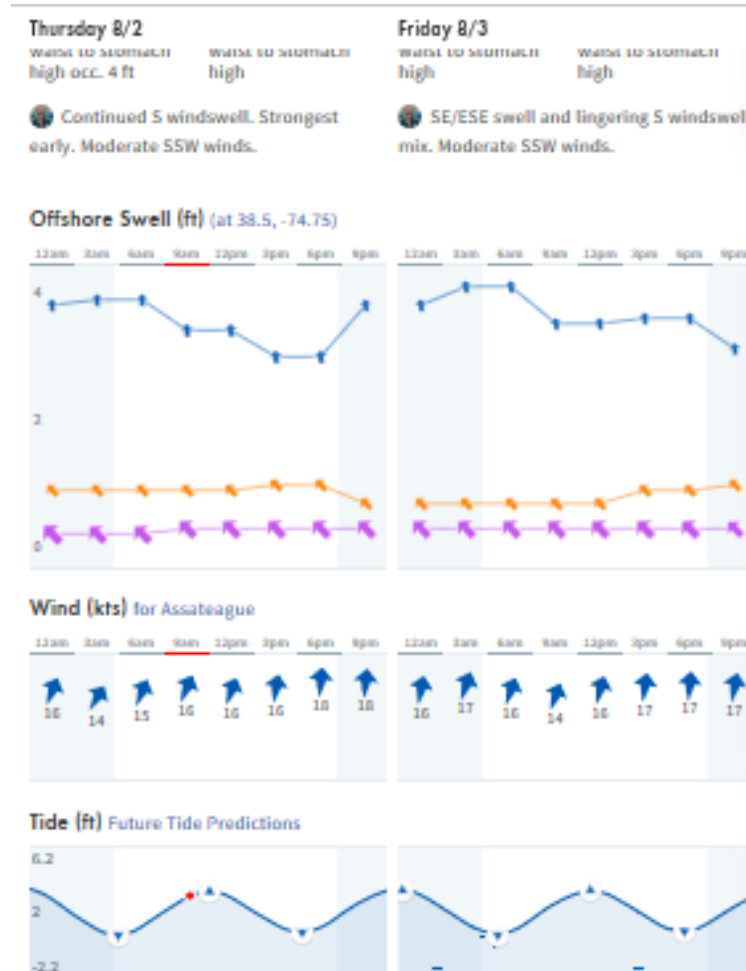 Thursday 8/2 Friday 8/3
waist to stomach waist to stomach waist to stomach waist to stomach
high occ. 4 ft high high high
Continued S windswell. Strongest SE/ESE swell and lingering S windswell
early. Moderate SSW winds. mix. Moderate SSW winds.
Offshore Swell (ft) (at 38.5, -74.75)
12am 3am 6am 9am 12pm 3pm 6pm 9pm 12am 3am 6am 9am 12pm 3pm 6pm 9pm
4
2
0
Wind (kts) for Assateague
12am 3am 6am 9am 12pm 3pm 6pm 9pm 12am 3am 6am 9am 12pm 3pm 6pm 9pm
16 14 15 16 16 16 18 18 16 17 16 14 16 17 17 17
Tide (ft) Future Tide Predictions
6.2
2
-2.2